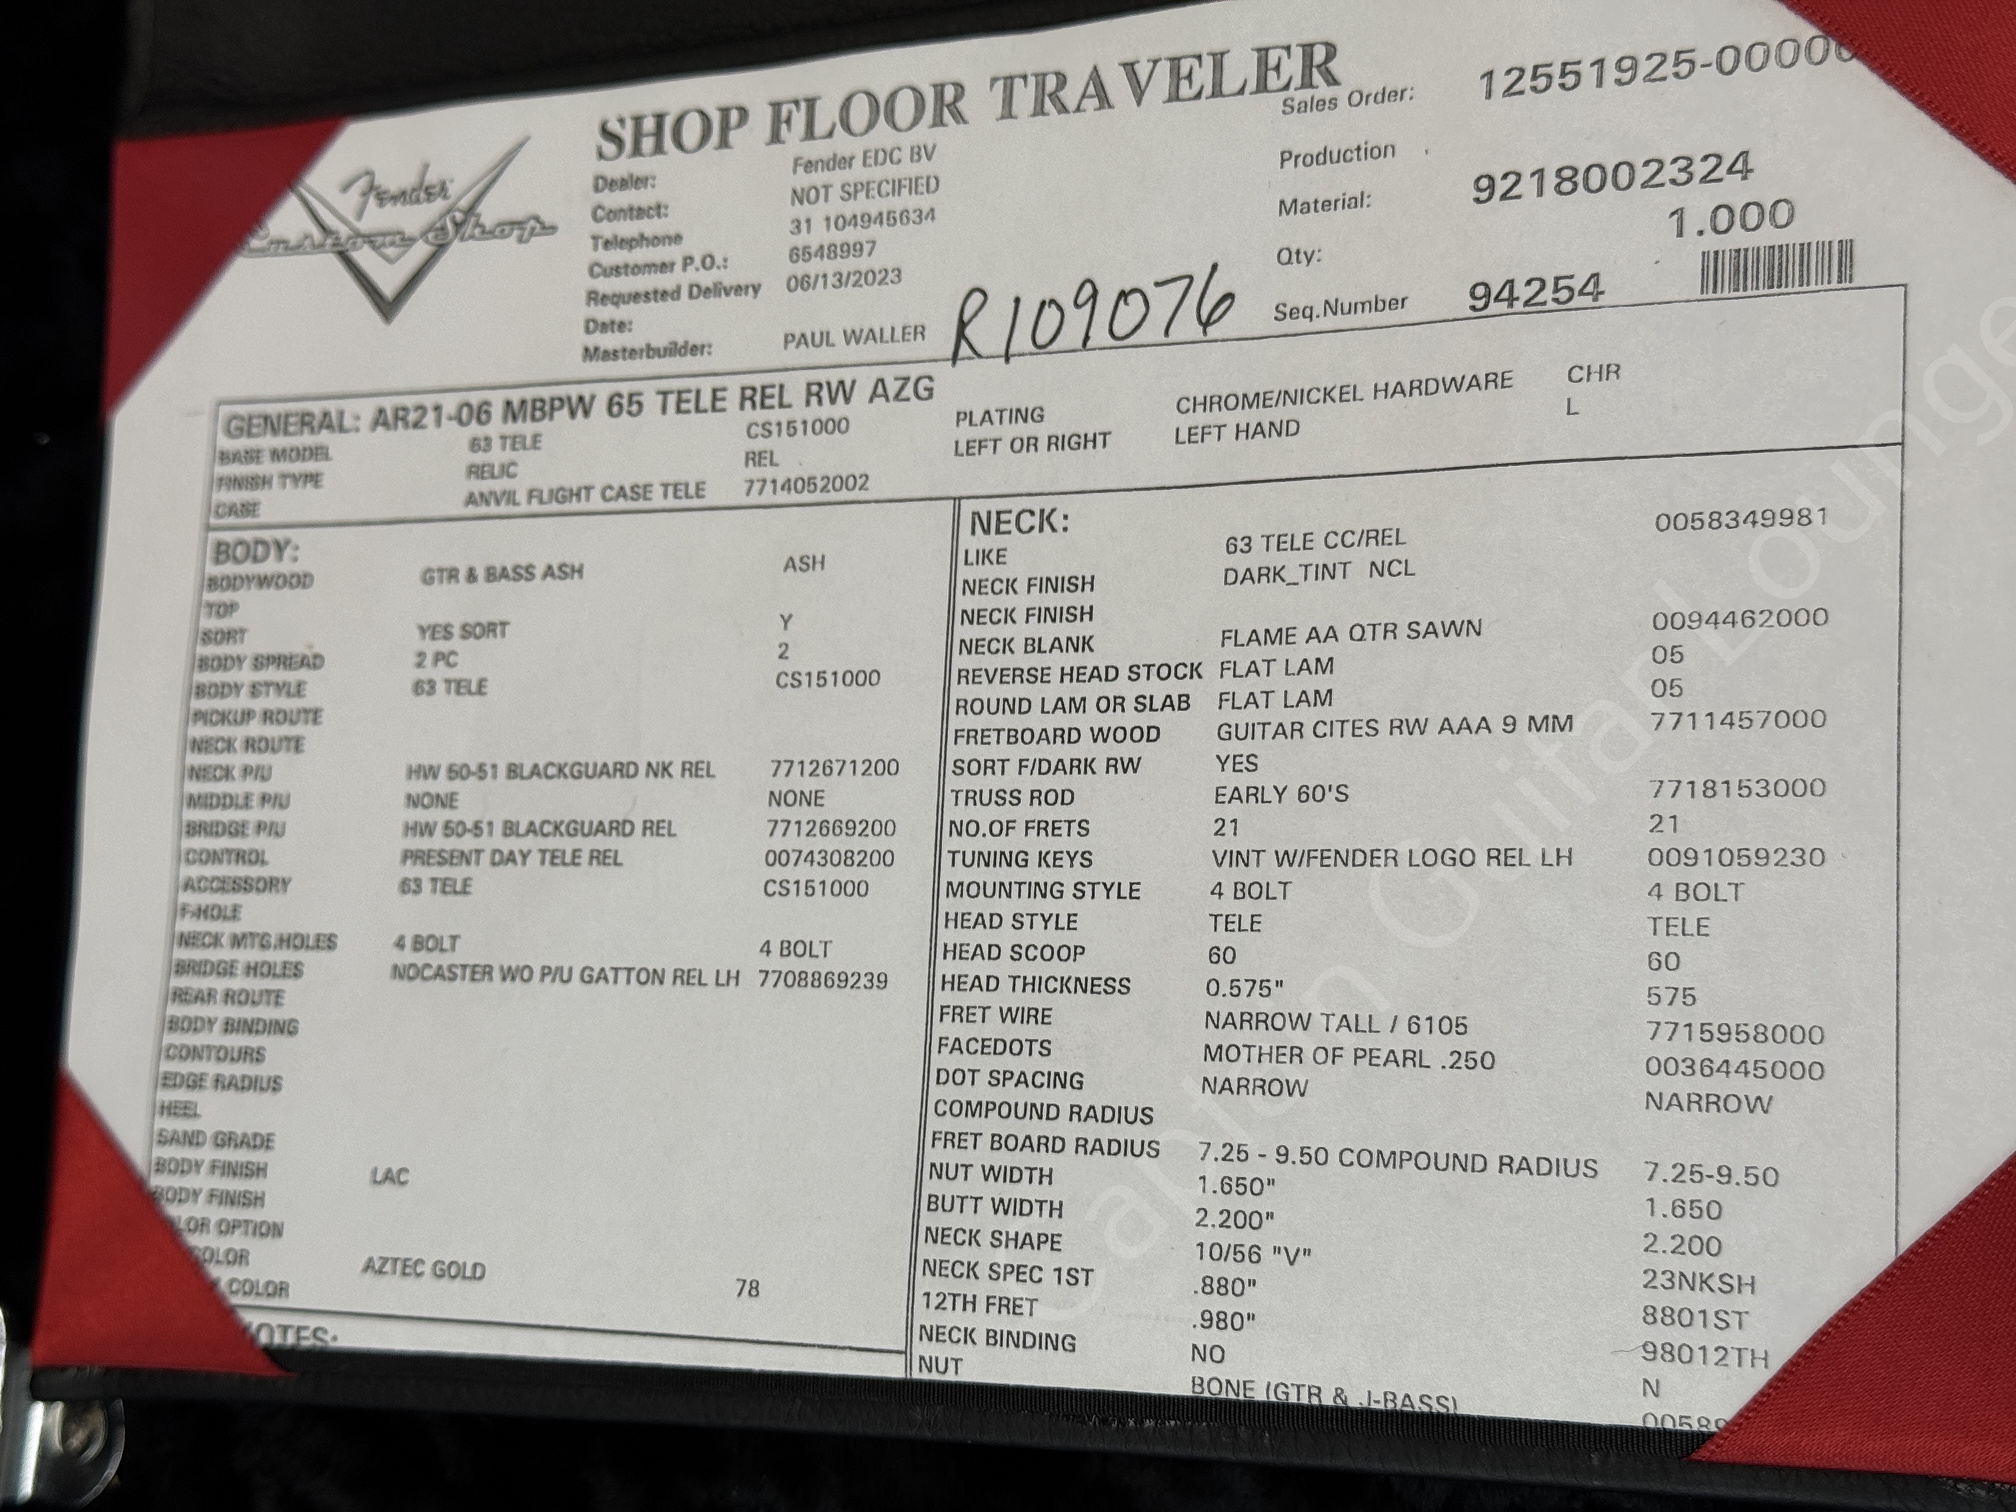 SHOP FLOOR TRAVELER
Fender
Custom Shop
Dealer: Fender EDC BV
Contact: NOT SPECIFIED
Telephone 31 104945634
Customer P.O.: 6548997
Requested Delivery 06/13/2023
Date:
Masterbuilder: PAUL WALLER
R109076
Sales Order: 12551925-00000
Production
Material: 9218002324
Qty: 1.000
Seq.Number 94254
GENERAL: AR21-06 MBPW 65 TELE REL RW AZG
BASE MODEL 63 TELE CS151000
FINISH TYPE RELIC REL
CASE ANVIL FLIGHT CASE TELE 7714052002
PLATING CHROME/NICKEL HARDWARE CHR
LEFT OR RIGHT LEFT HAND L
BODY:
BODYWOOD GTR & BASS ASH ASH
TOP
SORT YES SORT Y
BODY SPREAD 2 PC 2
BODY STYLE 63 TELE CS151000
PICKUP ROUTE
NECK ROUTE
NECK P/U HW 50-51 BLACKGUARD NK REL 7712671200
MIDDLE P/U NONE NONE
BRIDGE P/U HW 50-51 BLACKGUARD REL 7712669200
CONTROL PRESENT DAY TELE REL 0074308200
ACCESSORY 63 TELE CS151000
F-HOLE
NECK MTG.HOLES 4 BOLT 4 BOLT
BRIDGE HOLES NOCASTER WO P/U GATTON REL LH 7708869239
REAR ROUTE
BODY BINDING
CONTOURS
EDGE RADIUS
HEEL
SAND GRADE
BODY FINISH LAC
BODY FINISH
LOR OPTION
COLOR AZTEC GOLD 78
COLOR
NOTES:
NECK:
LIKE 63 TELE CC/REL 0058349981
NECK FINISH DARK_TINT NCL
NECK FINISH
NECK BLANK FLAME AA QTR SAWN 0094462000
REVERSE HEAD STOCK FLAT LAM 05
ROUND LAM OR SLAB FLAT LAM 05
FRETBOARD WOOD GUITAR CITES RW AAA 9 MM 7711457000
SORT F/DARK RW YES
TRUSS ROD EARLY 60'S 7718153000
NO.OF FRETS 21 21
TUNING KEYS VINT W/FENDER LOGO REL LH 0091059230
MOUNTING STYLE 4 BOLT 4 BOLT
HEAD STYLE TELE TELE
HEAD SCOOP 60 60
HEAD THICKNESS 0.575" 575
FRET WIRE NARROW TALL / 6105 7715958000
FACEDOTS MOTHER OF PEARL .250 0036445000
DOT SPACING NARROW NARROW
COMPOUND RADIUS
FRET BOARD RADIUS 7.25 - 9.50 COMPOUND RADIUS 7.25-9.50
NUT WIDTH 1.650" 1.650
BUTT WIDTH 2.200" 2.200
NECK SHAPE 10/56 "V" 23NKSH
NECK SPEC 1ST .880" 8801ST
12TH FRET .980" 98012TH
NECK BINDING NO N
NUT BONE (GTR & J-BASS) 00589
Captain Guitar Lounge